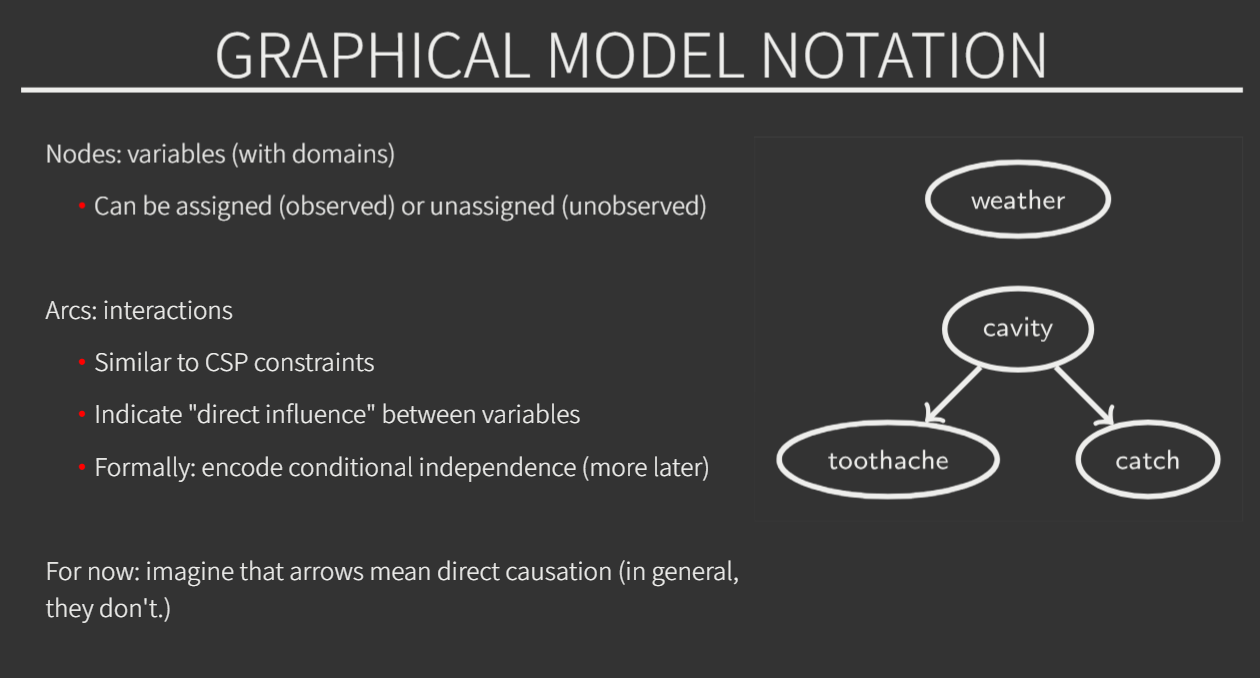 GRAPHICAL MODEL NOTATION
Nodes: variables (with domains)
• Can be assigned (observed) or unassigned (unobserved)
Arcs: interactions
• Similar to CSP constraints
• Indicate "direct influence" between variables
• Formally: encode conditional independence (more later)
For now: imagine that arrows mean direct causation (in general,
they don't.)
weather
cavity
toothache
catch